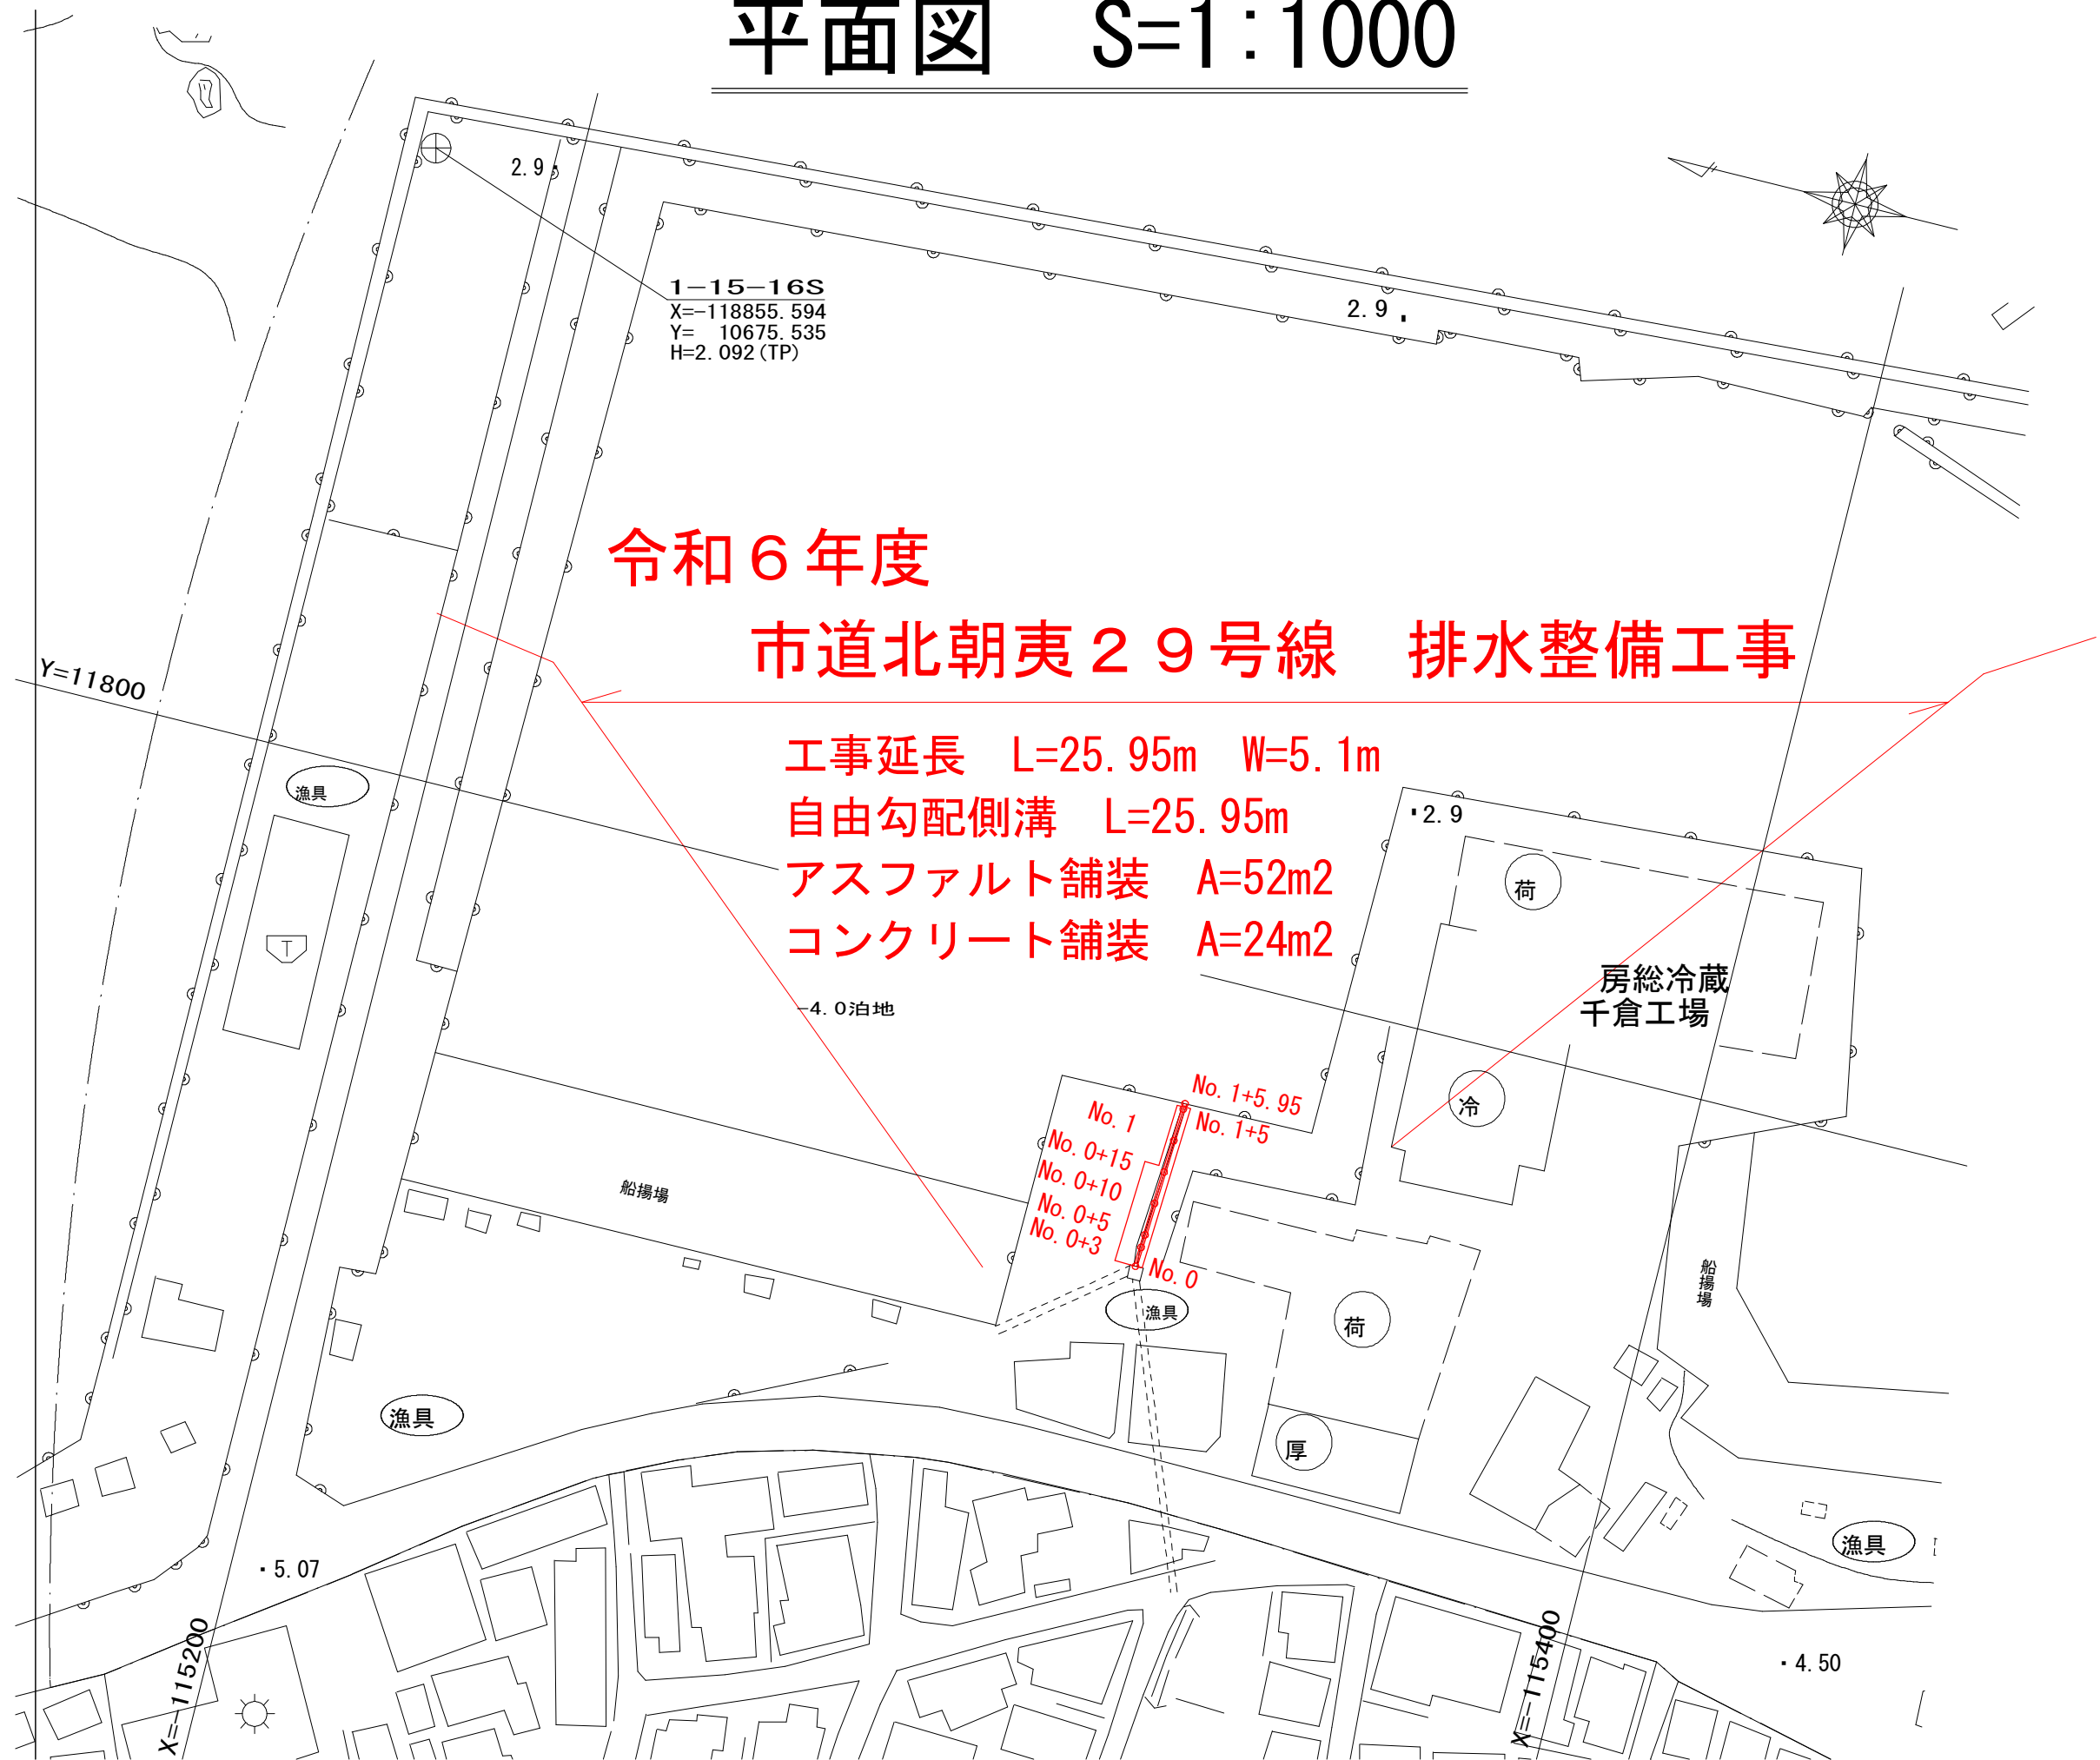 平面図　S=1:1000
2.9
1-15-16S
X=-118855.594
Y=　10675.535
H=2.092(TP)
2.9
令和６年度
市道北朝夷２９号線　排水整備工事
Y=11800
工事延長　L=25.95m　W=5.1m
漁具
自由勾配側溝　L=25.95m
2.9
アスファルト舗装　A=52m2
荷
コンクリート舗装　A=24m2
T
房総冷蔵
千倉工場
-4.0泊地
No.1+5.95
冷
No.1
No.1+5
No.0+15
No.0+10
船揚場
No.0+5
No.0+3
No.0
船揚場
漁具
荷
漁具
厚
漁具
5.07
X=-115200
X=-115400
4.50